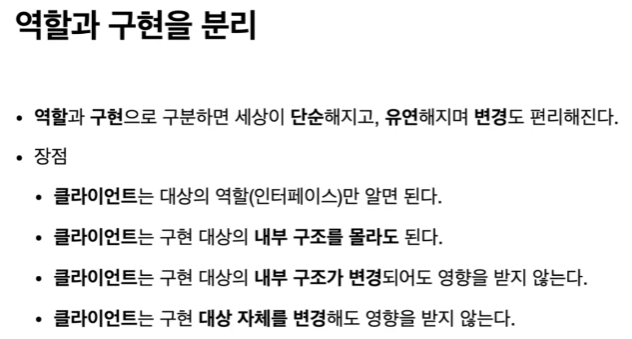 역할과 구현을 분리
• 역할과 구현으로 구분하면 세상이 단순해지고, 유연해지며 변경도 편리해진다.
• 장점
• 클라이언트는 대상의 역할(인터페이스)만 알면 된다.
• 클라이언트는 구현 대상의 내부 구조를 몰라도 된다.
• 클라이언트는 구현 대상의 내부 구조가 변경되어도 영향을 받지 않는다.
• 클라이언트는 구현 대상 자체를 변경해도 영향을 받지 않는다.